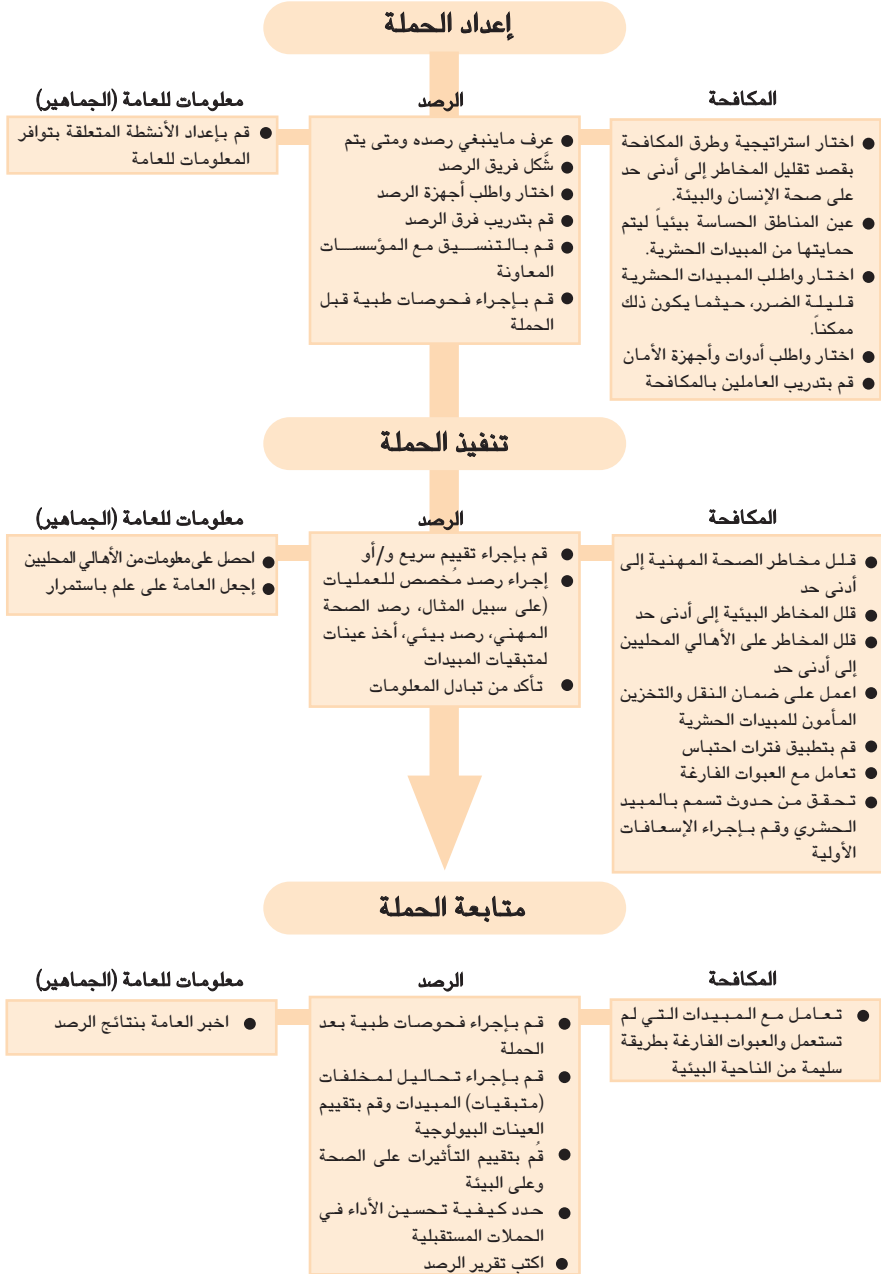 إعداد الحملة
المكافحة
اختار استراتيجية وطرق المكافحة
بقصد تقليل المخاطر إلى أدنى حد
على صحة الإنسان والبيئة.
عين المناطق الحساسة بيئياً ليتم
حمايتها من المبيدات الحشرية.
اختار واطلب المبيدات الحشرية
قليلة الضرر، حيثما يكون ذلك
ممكناً.
اختار واطلب أدوات وأجهزة الأمان
قم بتدريب العاملين بالمكافحة
الرصد
عرف ماينبغي رصده ومتى يتم
شَّكل فريق الرصد
اختار واطلب أجهزة الرصد
قم بتدريب فرق الرصد
قم بالتنسيق مع المؤسسات
المعاونة
قم بإجراء فحوصات طبية قبل
الحملة
معلومات للعامة (الجماهير)
قم بإعداد الأنشطة المتعلقة بتوافر
المعلومات للعامة
تنفيذ الحملة
المكافحة
قلل مخاطر الصحة المهنية إلى
أدنى حد
قلل المخاطر البيئية إلى أدنى حد
قلل المخاطر على الأهالي المحليين
إلى أدنى حد
اعمل على ضمان النقل والتخزين
المأمون للمبيدات الحشرية
قم بتطبيق فترات احتباس
تعامل مع العبوات الفارغة
تحقق من حدوث تسمم بالمبيد
الحشري وقم بإجراء الإسعافات
الأولية
الرصد
قم بإجراء تقييم سريع و/أو
إجراء رصد مُخصص للعمليات
(على سبيل المثال، رصد الصحة
المهني، رصد بيئي، أخذ عينات
لمتبقيات المبيدات
تأكد من تبادل المعلومات
معلومات للعامة (الجماهير)
احصل على معلومات من الأهالي المحليين
إجعل العامة على علم باستمرار
متابعة الحملة
المكافحة
تعامل مع المبيدات التي لم
تستعمل والعبوات الفارغة بطريقة
سليمة من الناحية البيئية
الرصد
قم بإجراء فحوصات طبية بعد
الحملة
قم بإجراء تحاليل لمخلفات
(متبقيات) المبيدات وقم بتقييم
العينات البيولوجية
قُم بتقييم التأثيرات على الصحة
وعلى البيئة
حدد كيفية تحسين الأداء في
الحملات المستقبلية
اكتب تقرير الرصد
معلومات للعامة (الجماهير)
اخبر العامة بنتائج الرصد